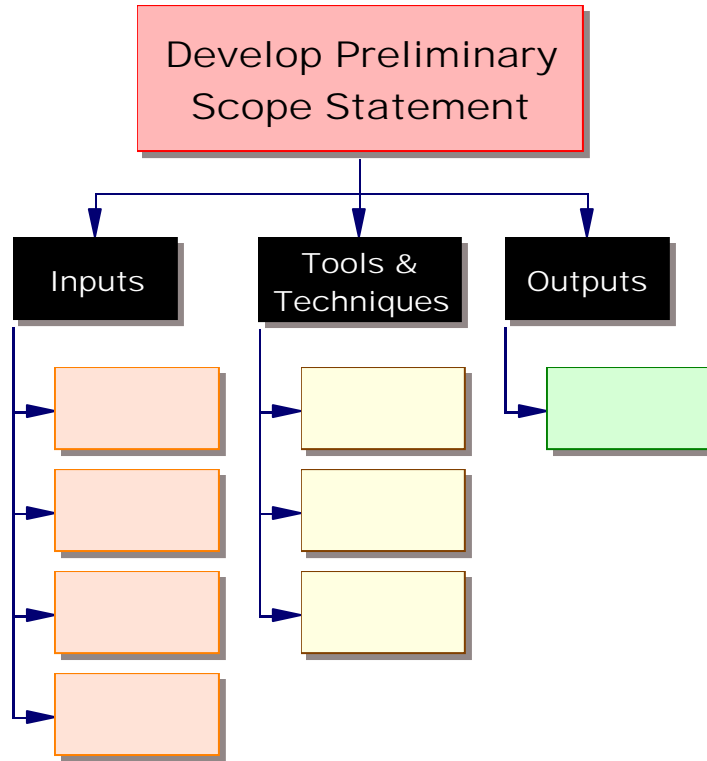 Develop Preliminary
Scope Statement
Inputs
Tools &
Techniques
Outputs